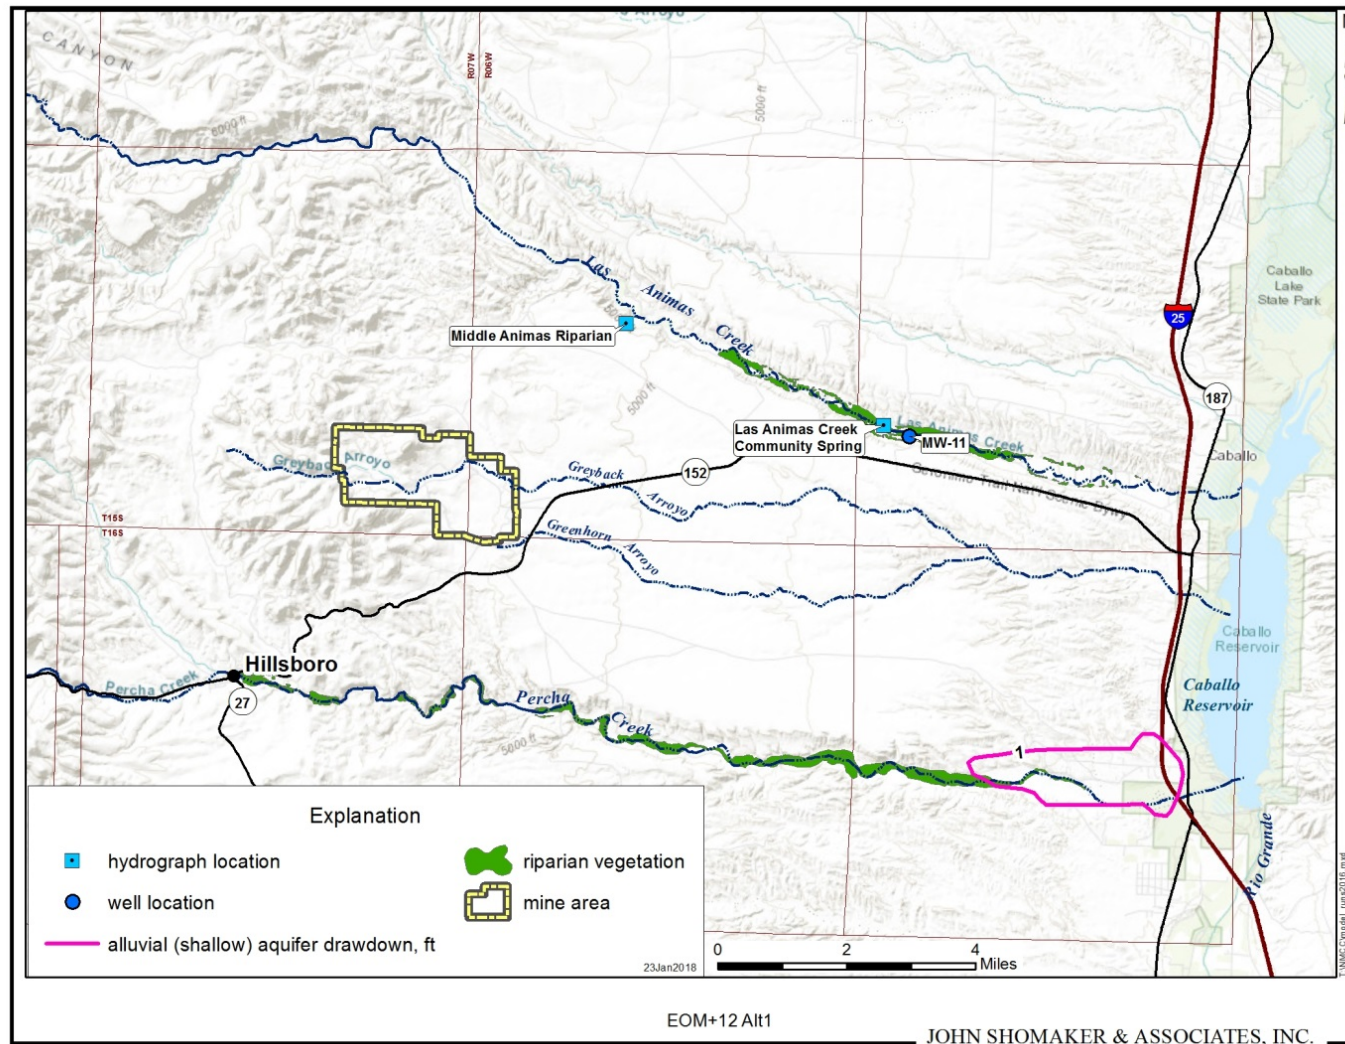 s Arroyo
CANYON
R07W
R06W
6000 ft
5000 ft
Las
Animas
Creek
Middle Animas Riparian
5000 ft
Caballo
Lake
State Park
25
187
Las Animas Creek
Community Spring
Las Animas Creek
MW-11
Caballo
152
Greyback Arroyo
Greyback
Arroyo
T15S
T16S
Greenhorn
Arroyo
Caballo
Reservoir
Hillsboro
Percha Creek
27
Percha
Creek
Caballo
Reservoir
5000 ft
1
Rio Grande
Explanation
hydrograph location
riparian vegetation
well location
mine area
alluvial (shallow) aquifer drawdown, ft
23Jan2018
0 2 4
Miles
EOM+12 Alt1
JOHN SHOMAKER & ASSOCIATES, INC.